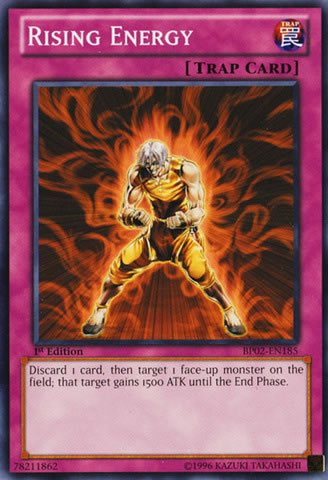 RISING ENERGY
TRAP
罠
[TRAP CARD]
1st Edition
BP02-EN185
Discard 1 card, then target 1 face-up monster on the
field; that target gains 1500 ATK until the End Phase.
78211862
©1996 KAZUKI TAKAHASHI